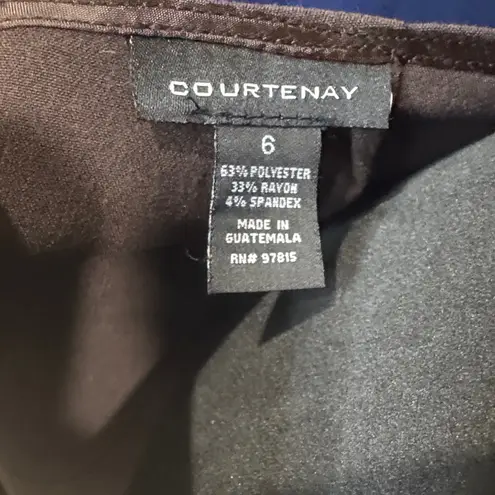 COURTENAY
6
63% POLYESTER
33% RAYON
4% SPANDEX
MADE IN
GUATEMALA
RN# 97815